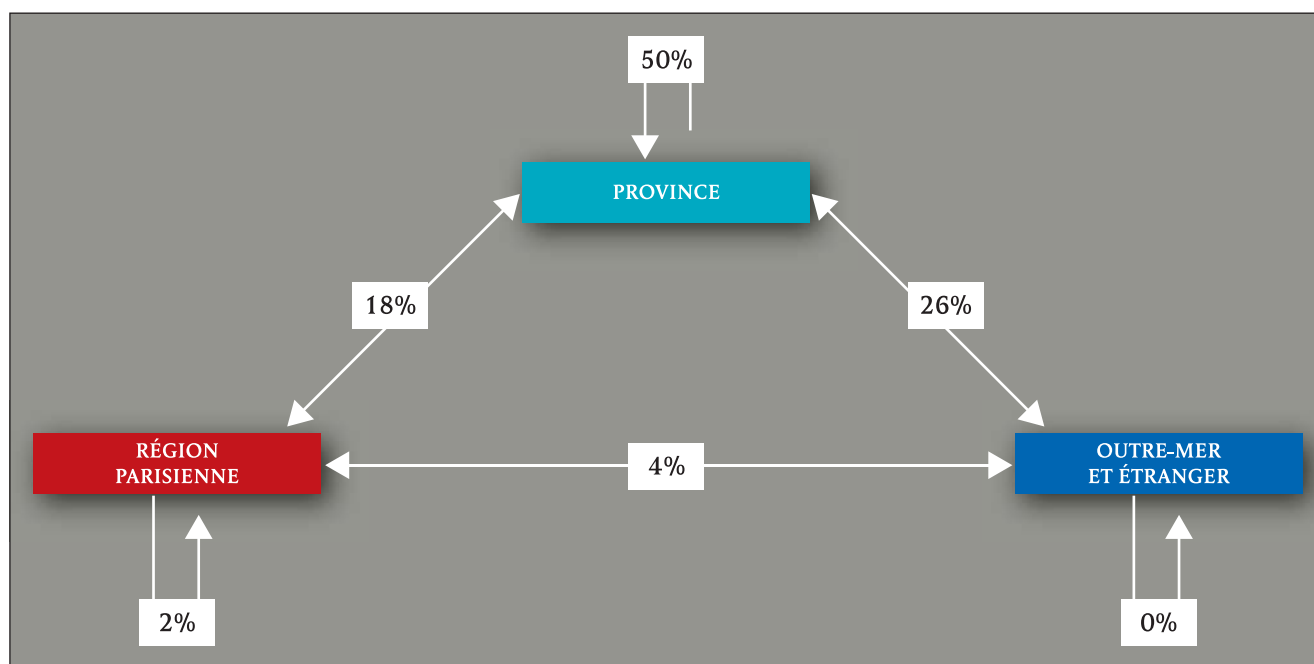 50%
PROVINCE
18%
26%
RÉGION
PARISIENNE
4%
OUTRE-MER
ET ÉTRANGER
2%
0%